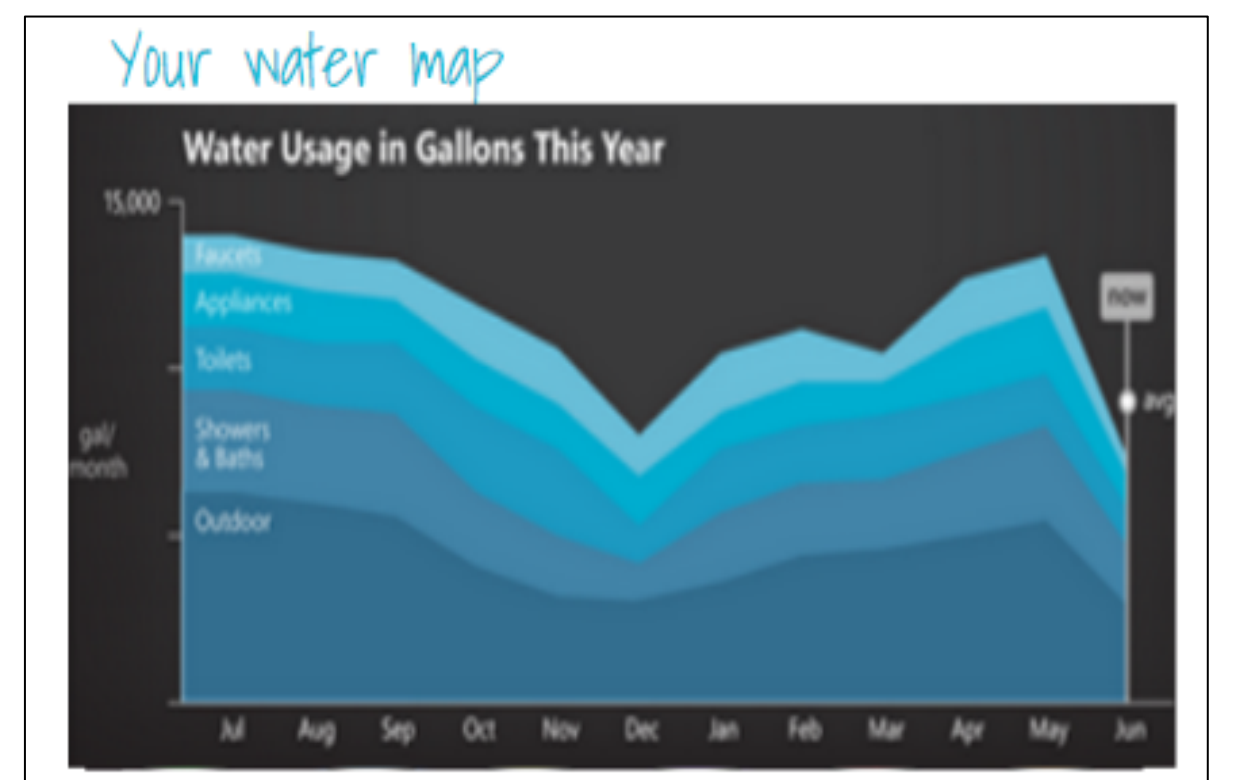 Your water map
Water Usage in Gallons This Year
15,000
Faucets
Appliances
now
Toilets
avg
gal/
month
Showers
& Baths
Outdoor
Jul Aug Sep Oct Nov Dec Jan Feb Mar Apr May Jun